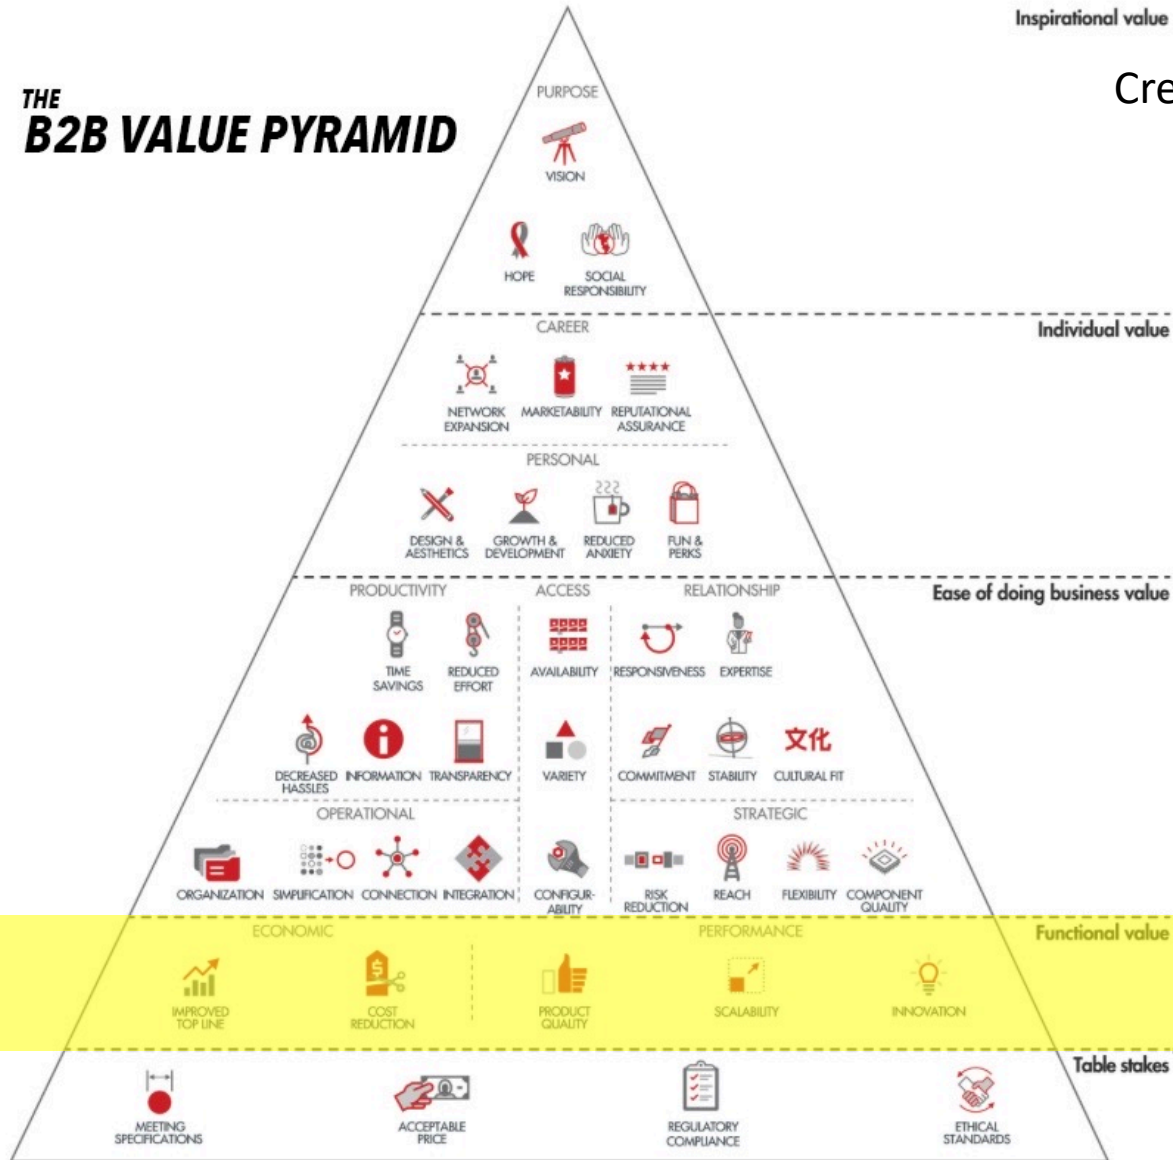 Inspirational value
Cre
THE
B2B VALUE PYRAMID
PURPOSE
VISION
HOPE
SOCIAL
RESPONSIBILITY
Individual value
CAREER
NETWORK
EXPANSION
MARKETABILITY
REPUTATIONAL
ASSURANCE
PERSONAL
DESIGN &
AESTHETICS
GROWTH &
DEVELOPMENT
REDUCED
ANXIETY
FUN &
PERKS
Ease of doing business value
PRODUCTIVITY
ACCESS
RELATIONSHIP
TIME
SAVINGS
REDUCED
EFFORT
AVAILABILITY
RESPONSIVENESS
EXPERTISE
文化
DECREASED
HASSLES
INFORMATION
TRANSPARENCY
VARIETY
COMMITMENT
STABILITY
CULTURAL FIT
OPERATIONAL
STRATEGIC
ORGANIZATION
SIMPLIFICATION
CONNECTION
INTEGRATION
CONFIGUR-
ABILITY
RISK
REDUCTION
REACH
FLEXIBILITY
COMPONENT
QUALITY
Functional value
ECONOMIC
PERFORMANCE
$
IMPROVED
TOP LINE
COST
REDUCTION
PRODUCT
QUALITY
SCALABILITY
INNOVATION
Table stakes
MEETING
SPECIFICATIONS
ACCEPTABLE
PRICE
REGULATORY
COMPLIANCE
ETHICAL
STANDARDS